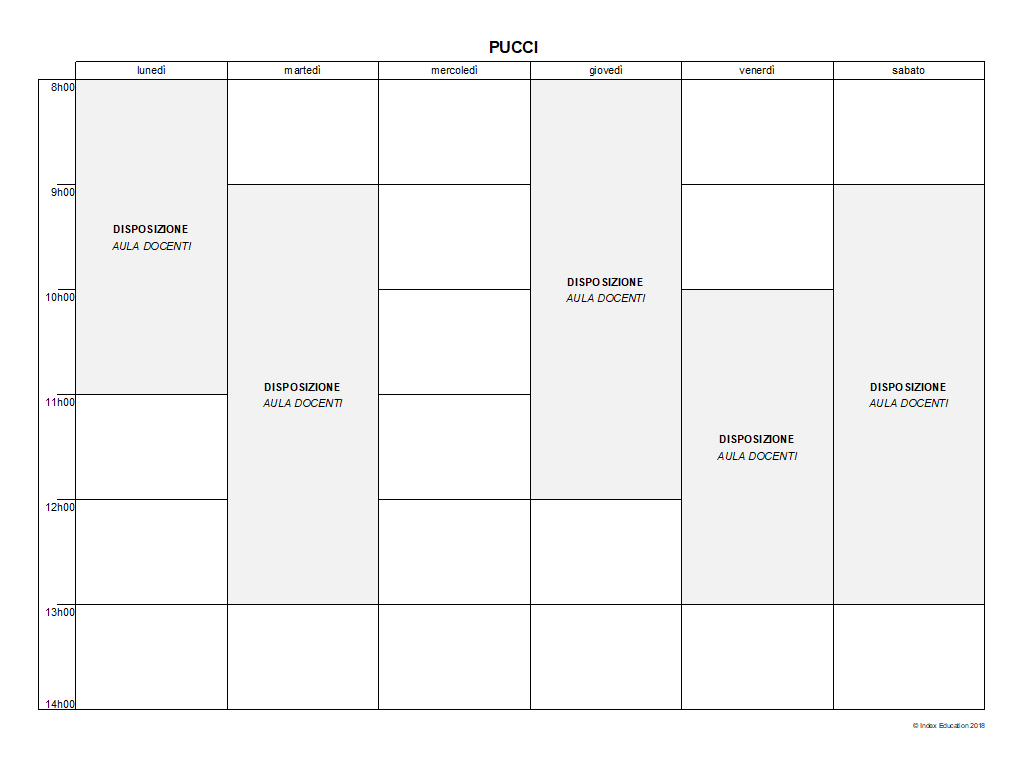 PUCCI
lunedì martedì mercoledì giovedì venerdì sabato
8h00
9h00
DISPOSIZIONE
AULA DOCENTI
DISPOSIZIONE
10h00
AULA DOCENTI
DISPOSIZIONE DISPOSIZIONE
11h00
AULA DOCENTI AULA DOCENTI
DISPOSIZIONE
AULA DOCENTI
12h00
13h00
14h00
© Index Education 2018